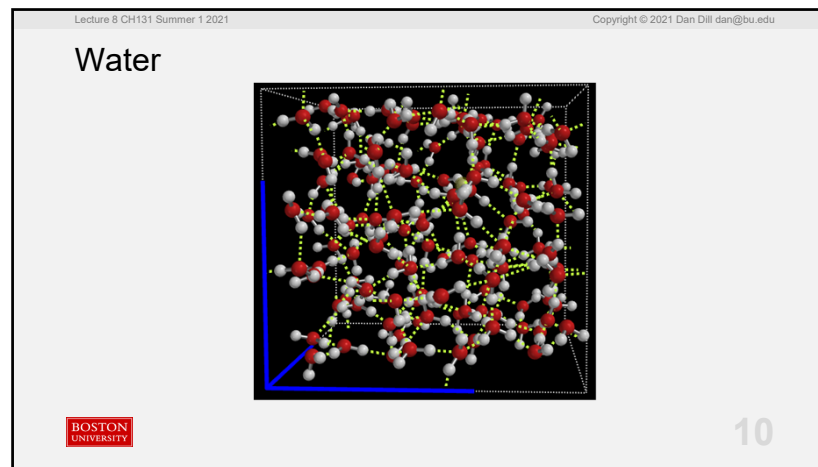 Lecture 8 CH131 Summer 1 2021
Copyright © 2021 Dan Dill dan@bu.edu
Water
BOSTON
UNIVERSITY
10